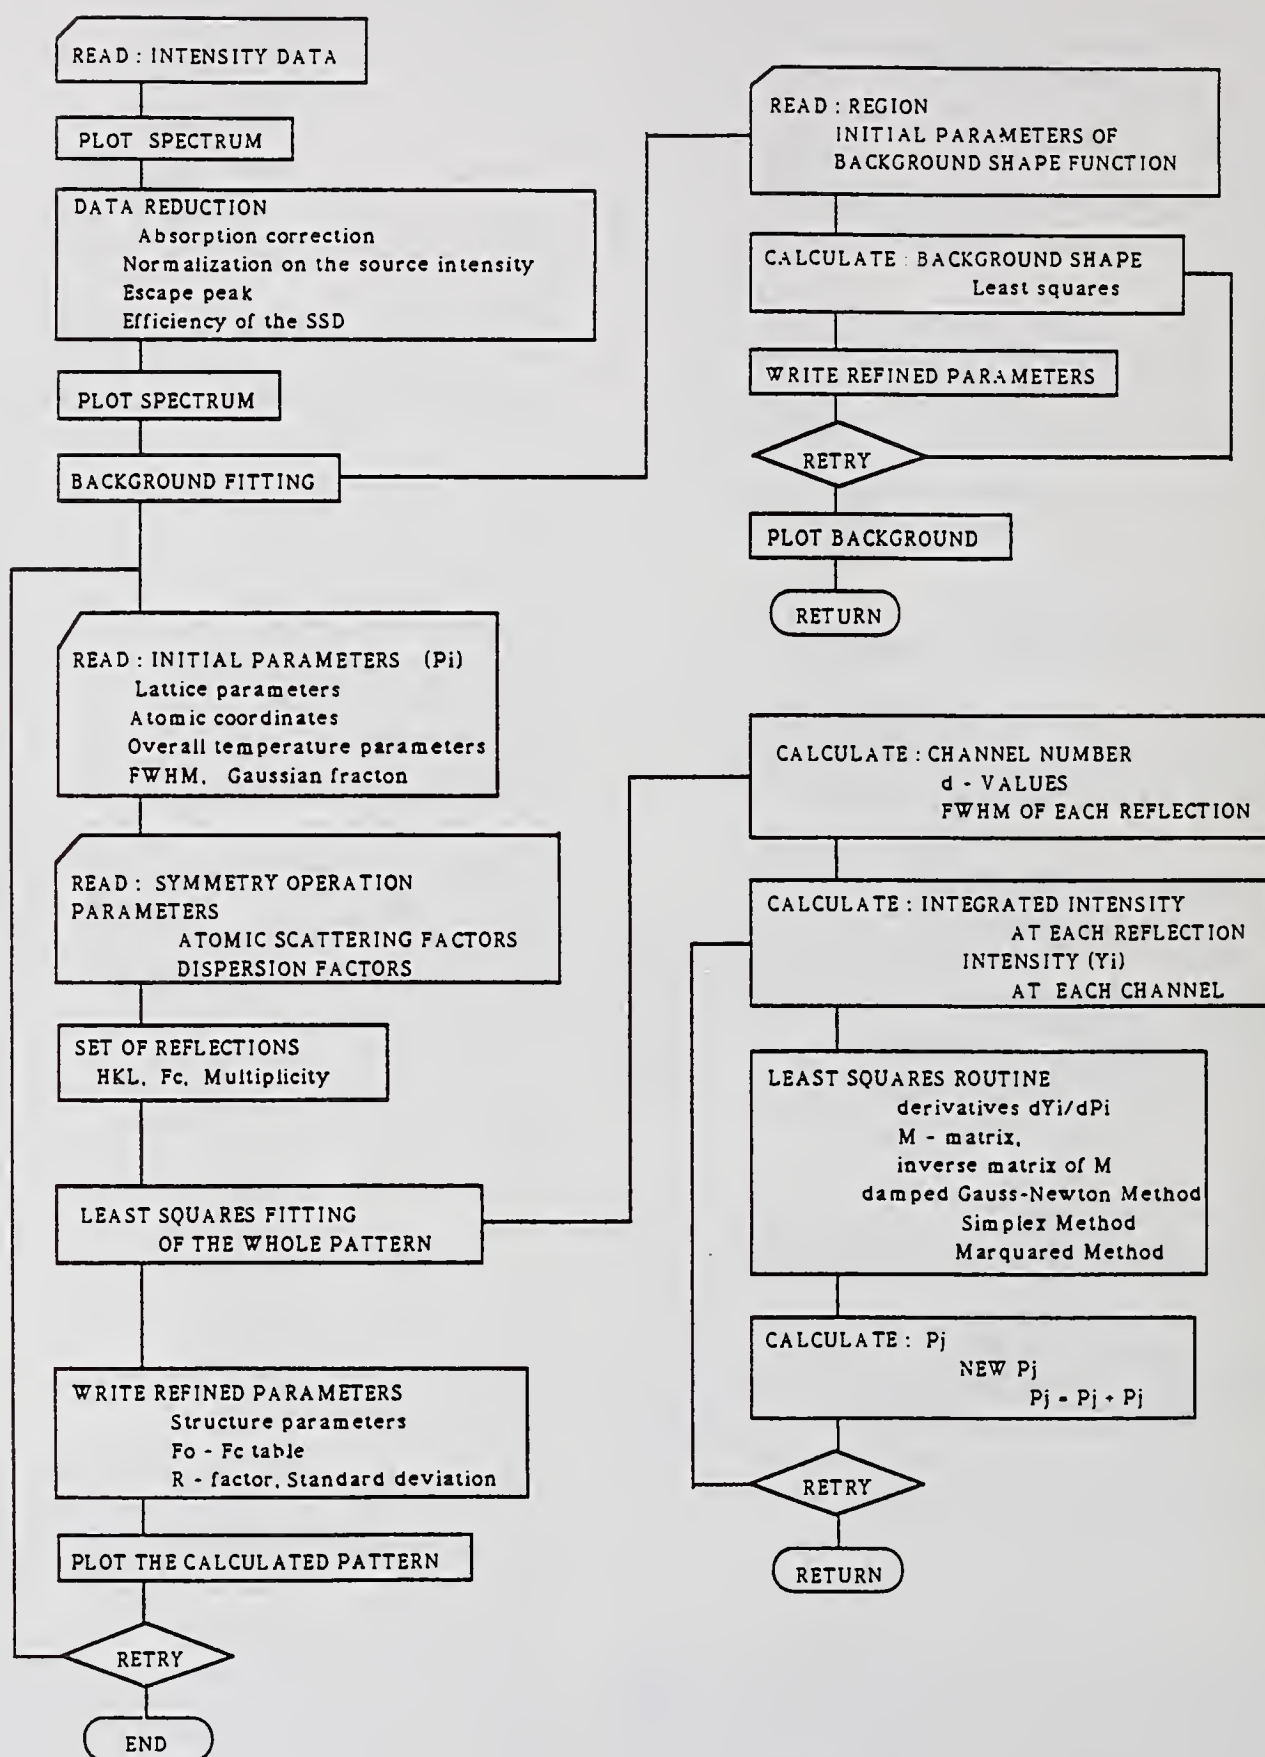 READ : INTENSITY DATA
PLOT SPECTRUM
DATA REDUCTION
Absorption correction
Normalization on the source intensity
Escape peak
Efficiency of the SSD
PLOT SPECTRUM
BACKGROUND FITTING
READ : INITIAL PARAMETERS (Pi)
Lattice parameters
Atomic coordinates
Overall temperature parameters
FWHM, Gaussian fracton
READ : SYMMETRY OPERATION
PARAMETERS
ATOMIC SCATTERING FACTORS
DISPERSION FACTORS
SET OF REFLECTIONS
HKL, Fc, Multiplicity
LEAST SQUARES FITTING
OF THE WHOLE PATTERN
WRITE REFINED PARAMETERS
Structure parameters
Fo - Fc table
R - factor, Standard deviation
PLOT THE CALCULATED PATTERN
RETRY
END
READ : REGION
INITIAL PARAMETERS OF
BACKGROUND SHAPE FUNCTION
CALCULATE : BACKGROUND SHAPE
Least squares
WRITE REFINED PARAMETERS
RETRY
PLOT BACKGROUND
RETURN
CALCULATE : CHANNEL NUMBER
d - VALUES
FWHM OF EACH REFLECTION
CALCULATE : INTEGRATED INTENSITY
AT EACH REFLECTION
INTENSITY (Yi)
AT EACH CHANNEL
LEAST SQUARES ROUTINE
derivatives dYi/dPi
M - matrix,
inverse matrix of M
damped Gauss-Newton Method
Simplex Method
Marquared Method
CALCULATE : Pj
NEW Pj
Pj = Pj + Pj
RETRY
RETURN